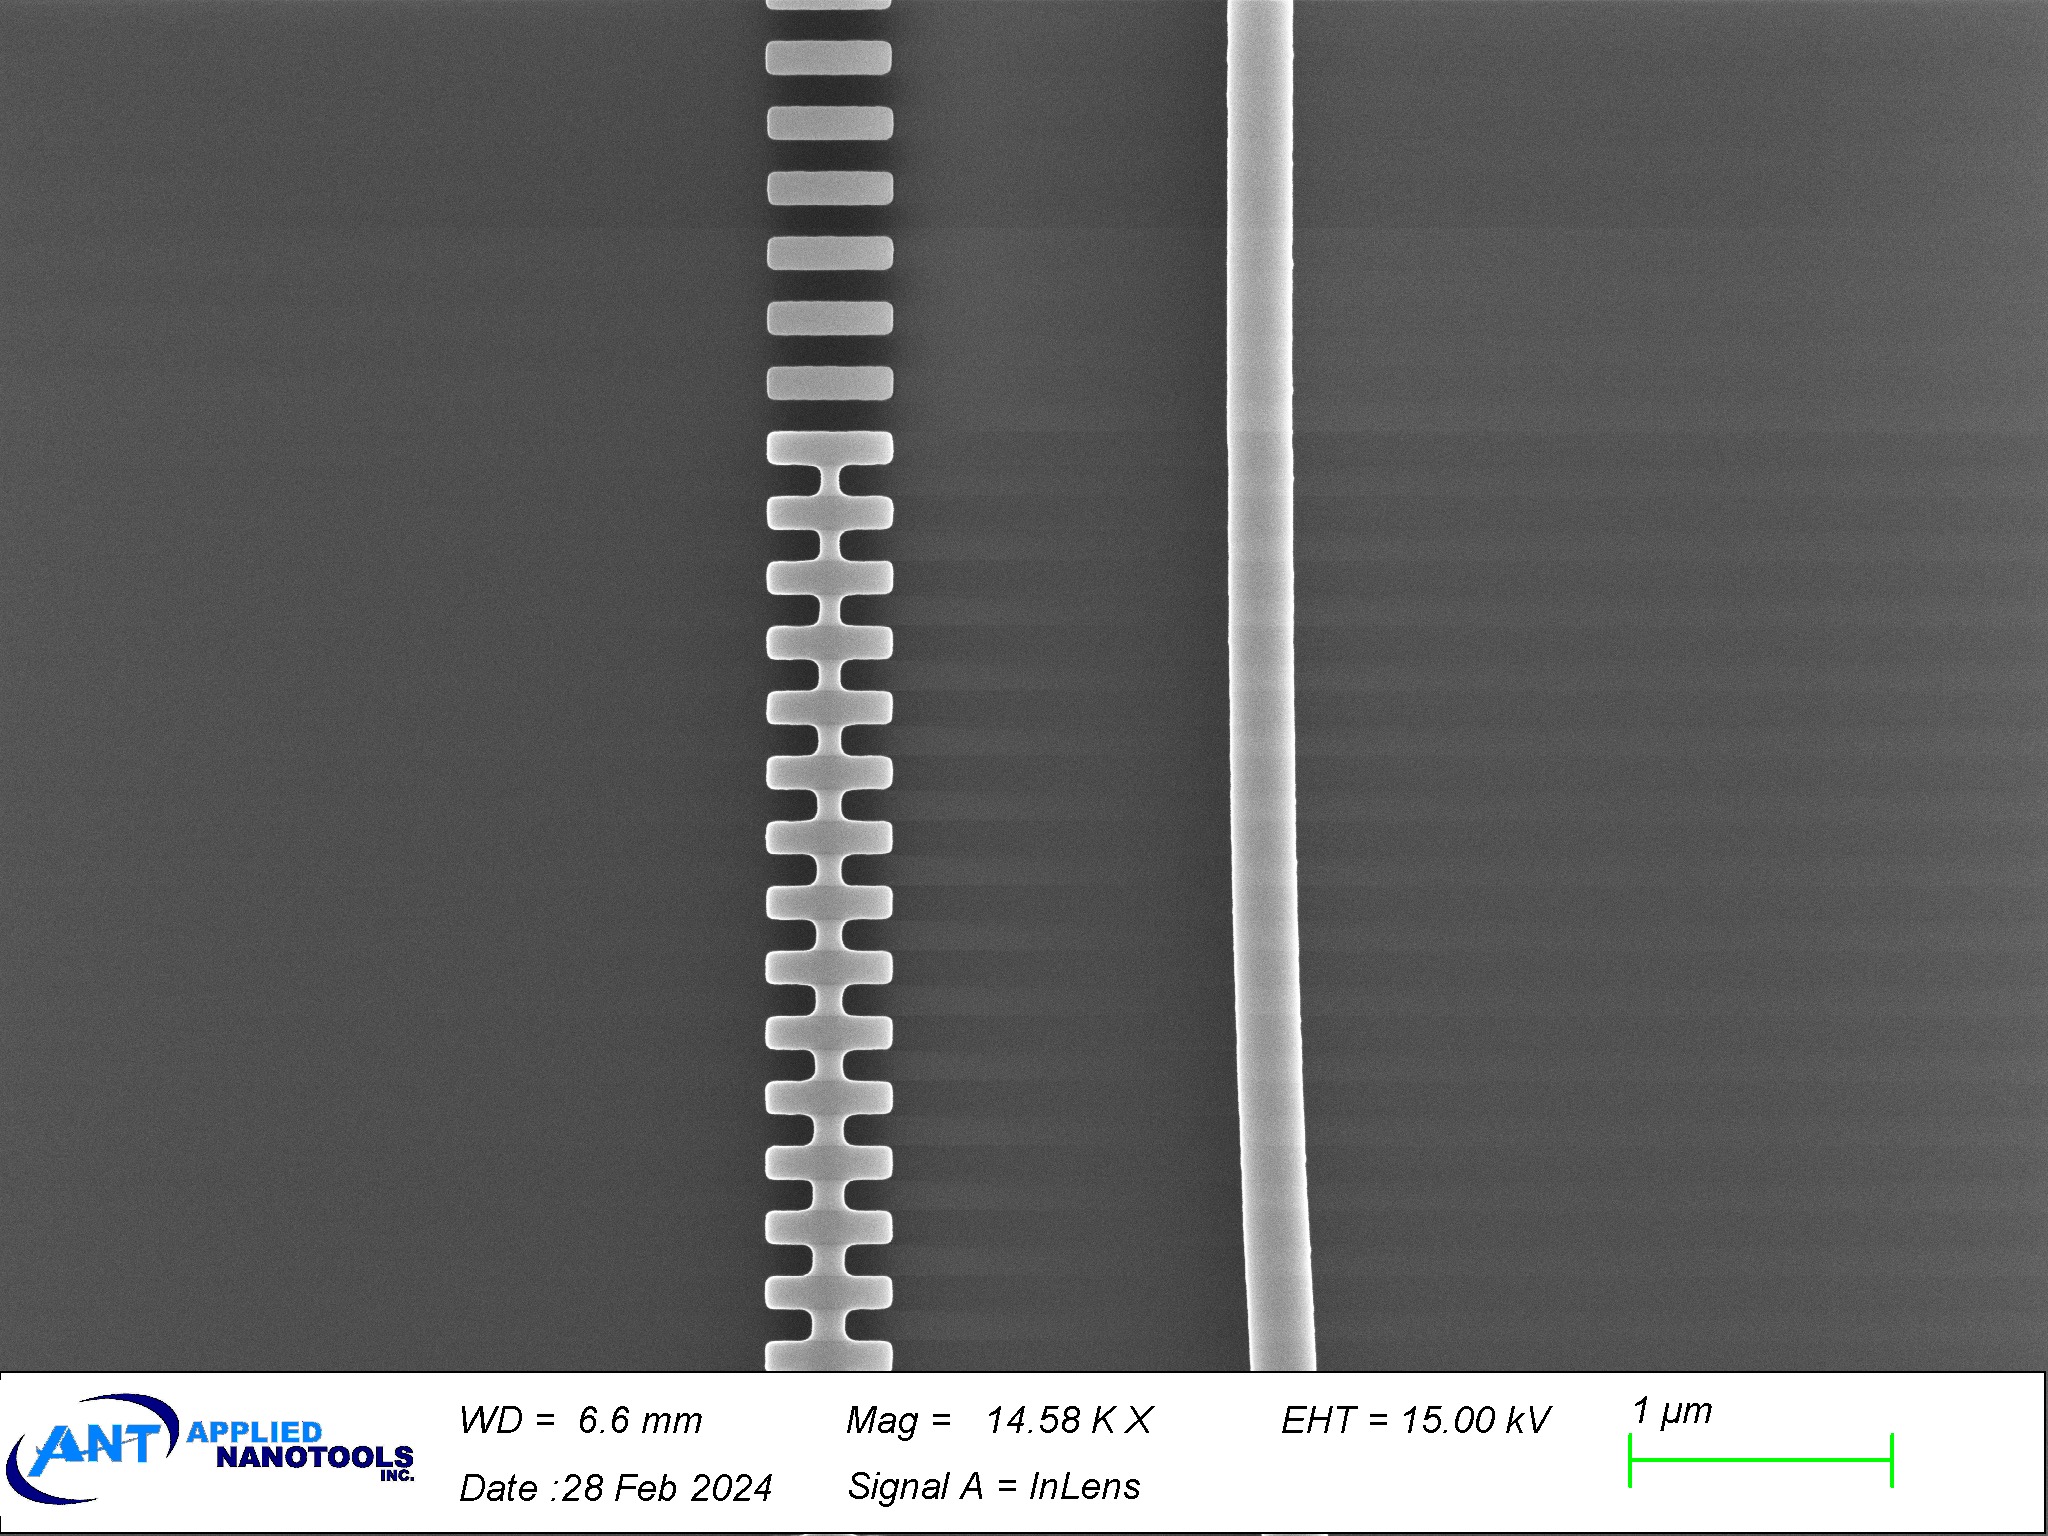 ANT APPLIED
NANOTOOLS
INC.
WD = 6.6 mm
Mag = 14.58 K X
EHT = 15.00 kV
1 µm
Date :28 Feb 2024
Signal A = InLens